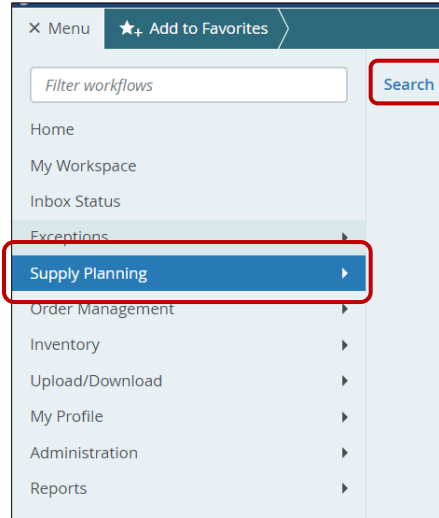 × Menu
Add to Favorites
Filter workflows
Search
Home
My Workspace
Inbox Status
Exceptions
Supply Planning
Order Management
Inventory
Upload/Download
My Profile
Administration
Reports